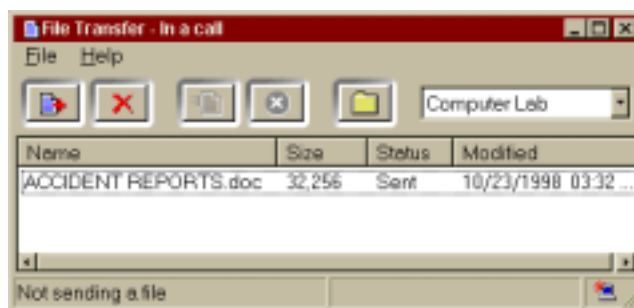 File Transfer - In a call
File Help
Computer Lab
Name Size Status Modified
ACCIDENT REPORTS.doc 32,256 Sent 10/23/1998 03:32 ...
Not sending a file